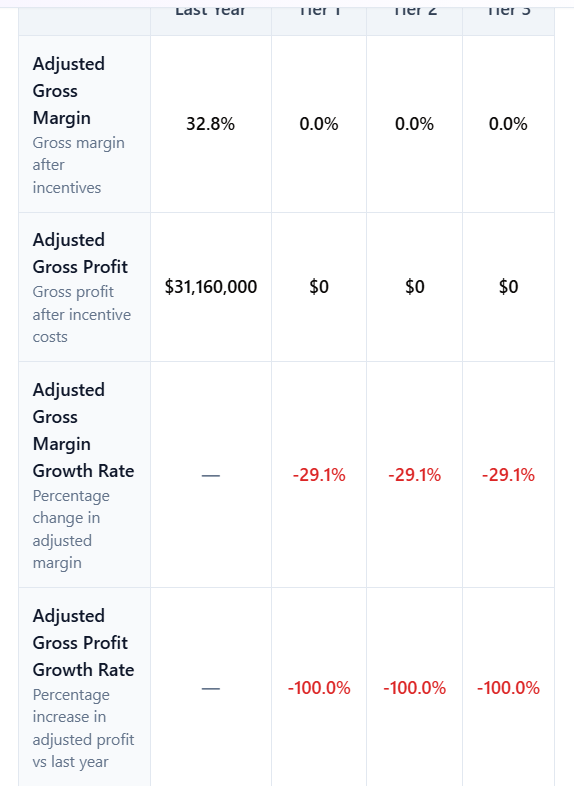 Last Year Tier 1 Tier 2 Tier 3
Adjusted
Gross
Margin
Gross margin
after
incentives
32.8% 0.0% 0.0% 0.0%
Adjusted
Gross Profit
Gross profit
after incentive
costs
$31,160,000 $0 $0 $0
Adjusted
Gross
Margin
Growth Rate
Percentage
change in
adjusted
margin
— -29.1% -29.1% -29.1%
Adjusted
Gross Profit
Growth Rate
Percentage
increase in
adjusted profit
vs last year
— -100.0% -100.0% -100.0%